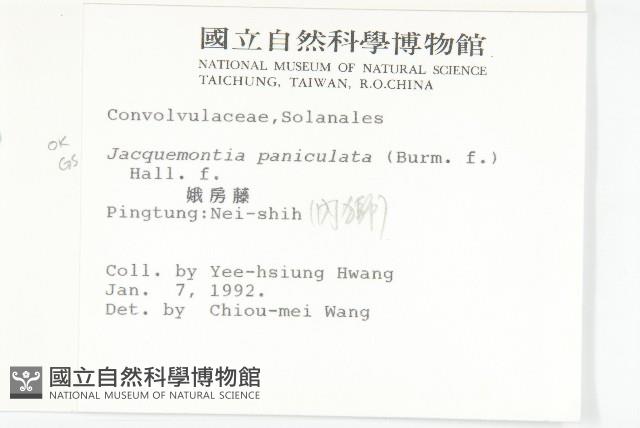 國立自然科學博物館
NATIONAL MUSEUM OF NATURAL SCIENCE
TAICHUNG, TAIWAN, R.O.CHINA
Convolvulaceae,Solanales
OK
GS
Jacquemontia paniculata (Burm. f.)
Hall. f.
娥房藤
Pingtung:Nei-shih (內獅)
Coll. by Yee-hsiung Hwang
Jan. 7, 1992.
Det. by Chiou-mei Wang
國立自然科學博物館
NATIONAL MUSEUM OF NATURAL SCIENCE